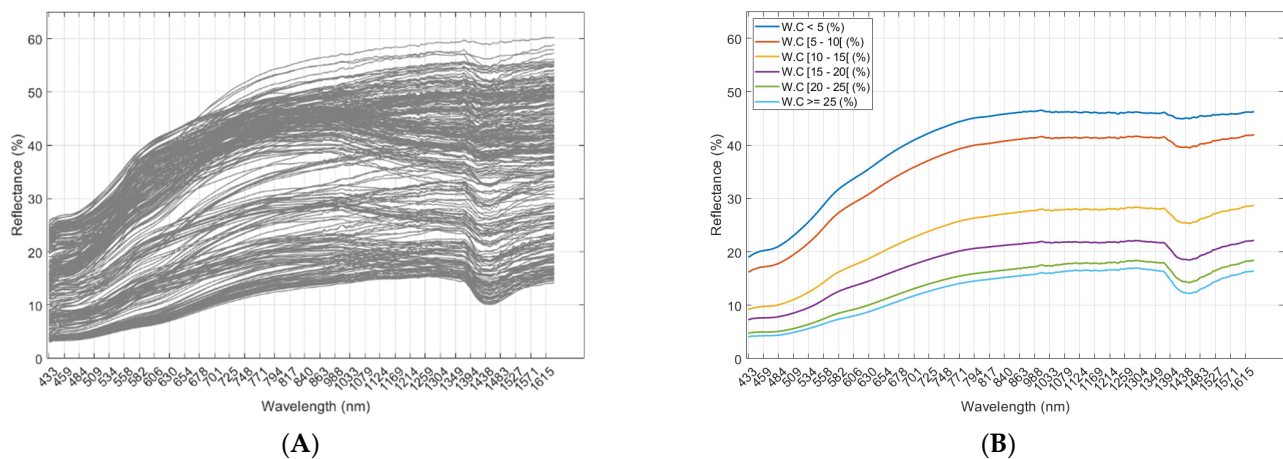 60
50
40
30
20
10
0
Reflectance (%)
433 459 484 509 534 558 582 606 630 654 678 701 725 748 771 794 817 840 863 988 1033 1079 1124 1169 1214 1259 1304 1349 1394 1438 1483 1527 1571 1615
Wavelength (nm)
(A)
W.C < 5 (%)
W.C [5 - 10[ (%)
W.C [10 - 15[ (%)
W.C [15 - 20[ (%)
W.C [20 - 25[ (%)
W.C >= 25 (%)
60
50
40
30
20
10
0
Reflectance (%)
433 459 484 509 534 558 582 606 630 654 678 701 725 748 771 794 817 840 863 988 1033 1079 1124 1169 1214 1259 1304 1349 1394 1438 1483 1527 1571 1615
Wavelength (nm)
(B)